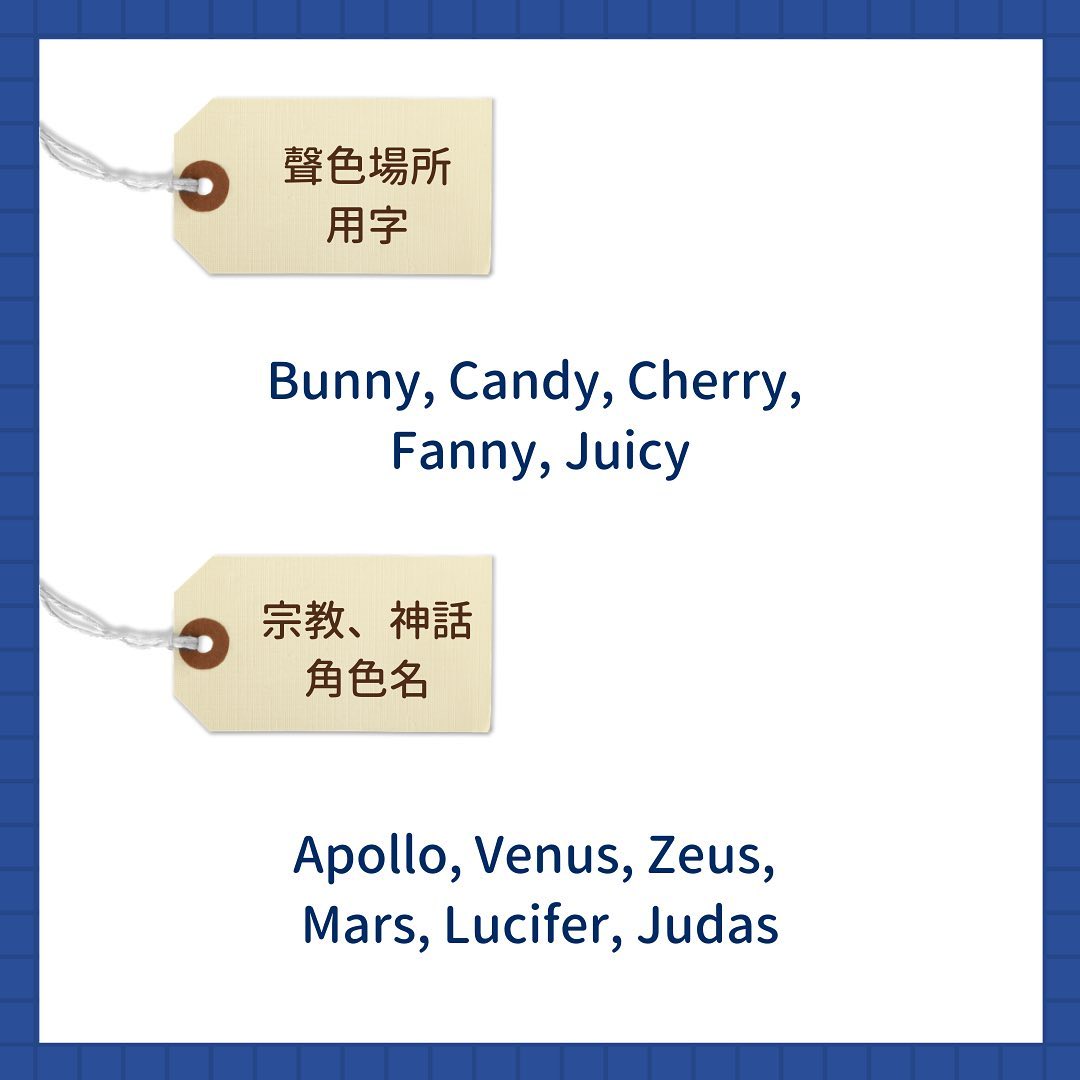 聲色場所
用字
Bunny, Candy, Cherry,
Fanny, Juicy
宗教、神話
角色名
Apollo, Venus, Zeus,
Mars, Lucifer, Judas